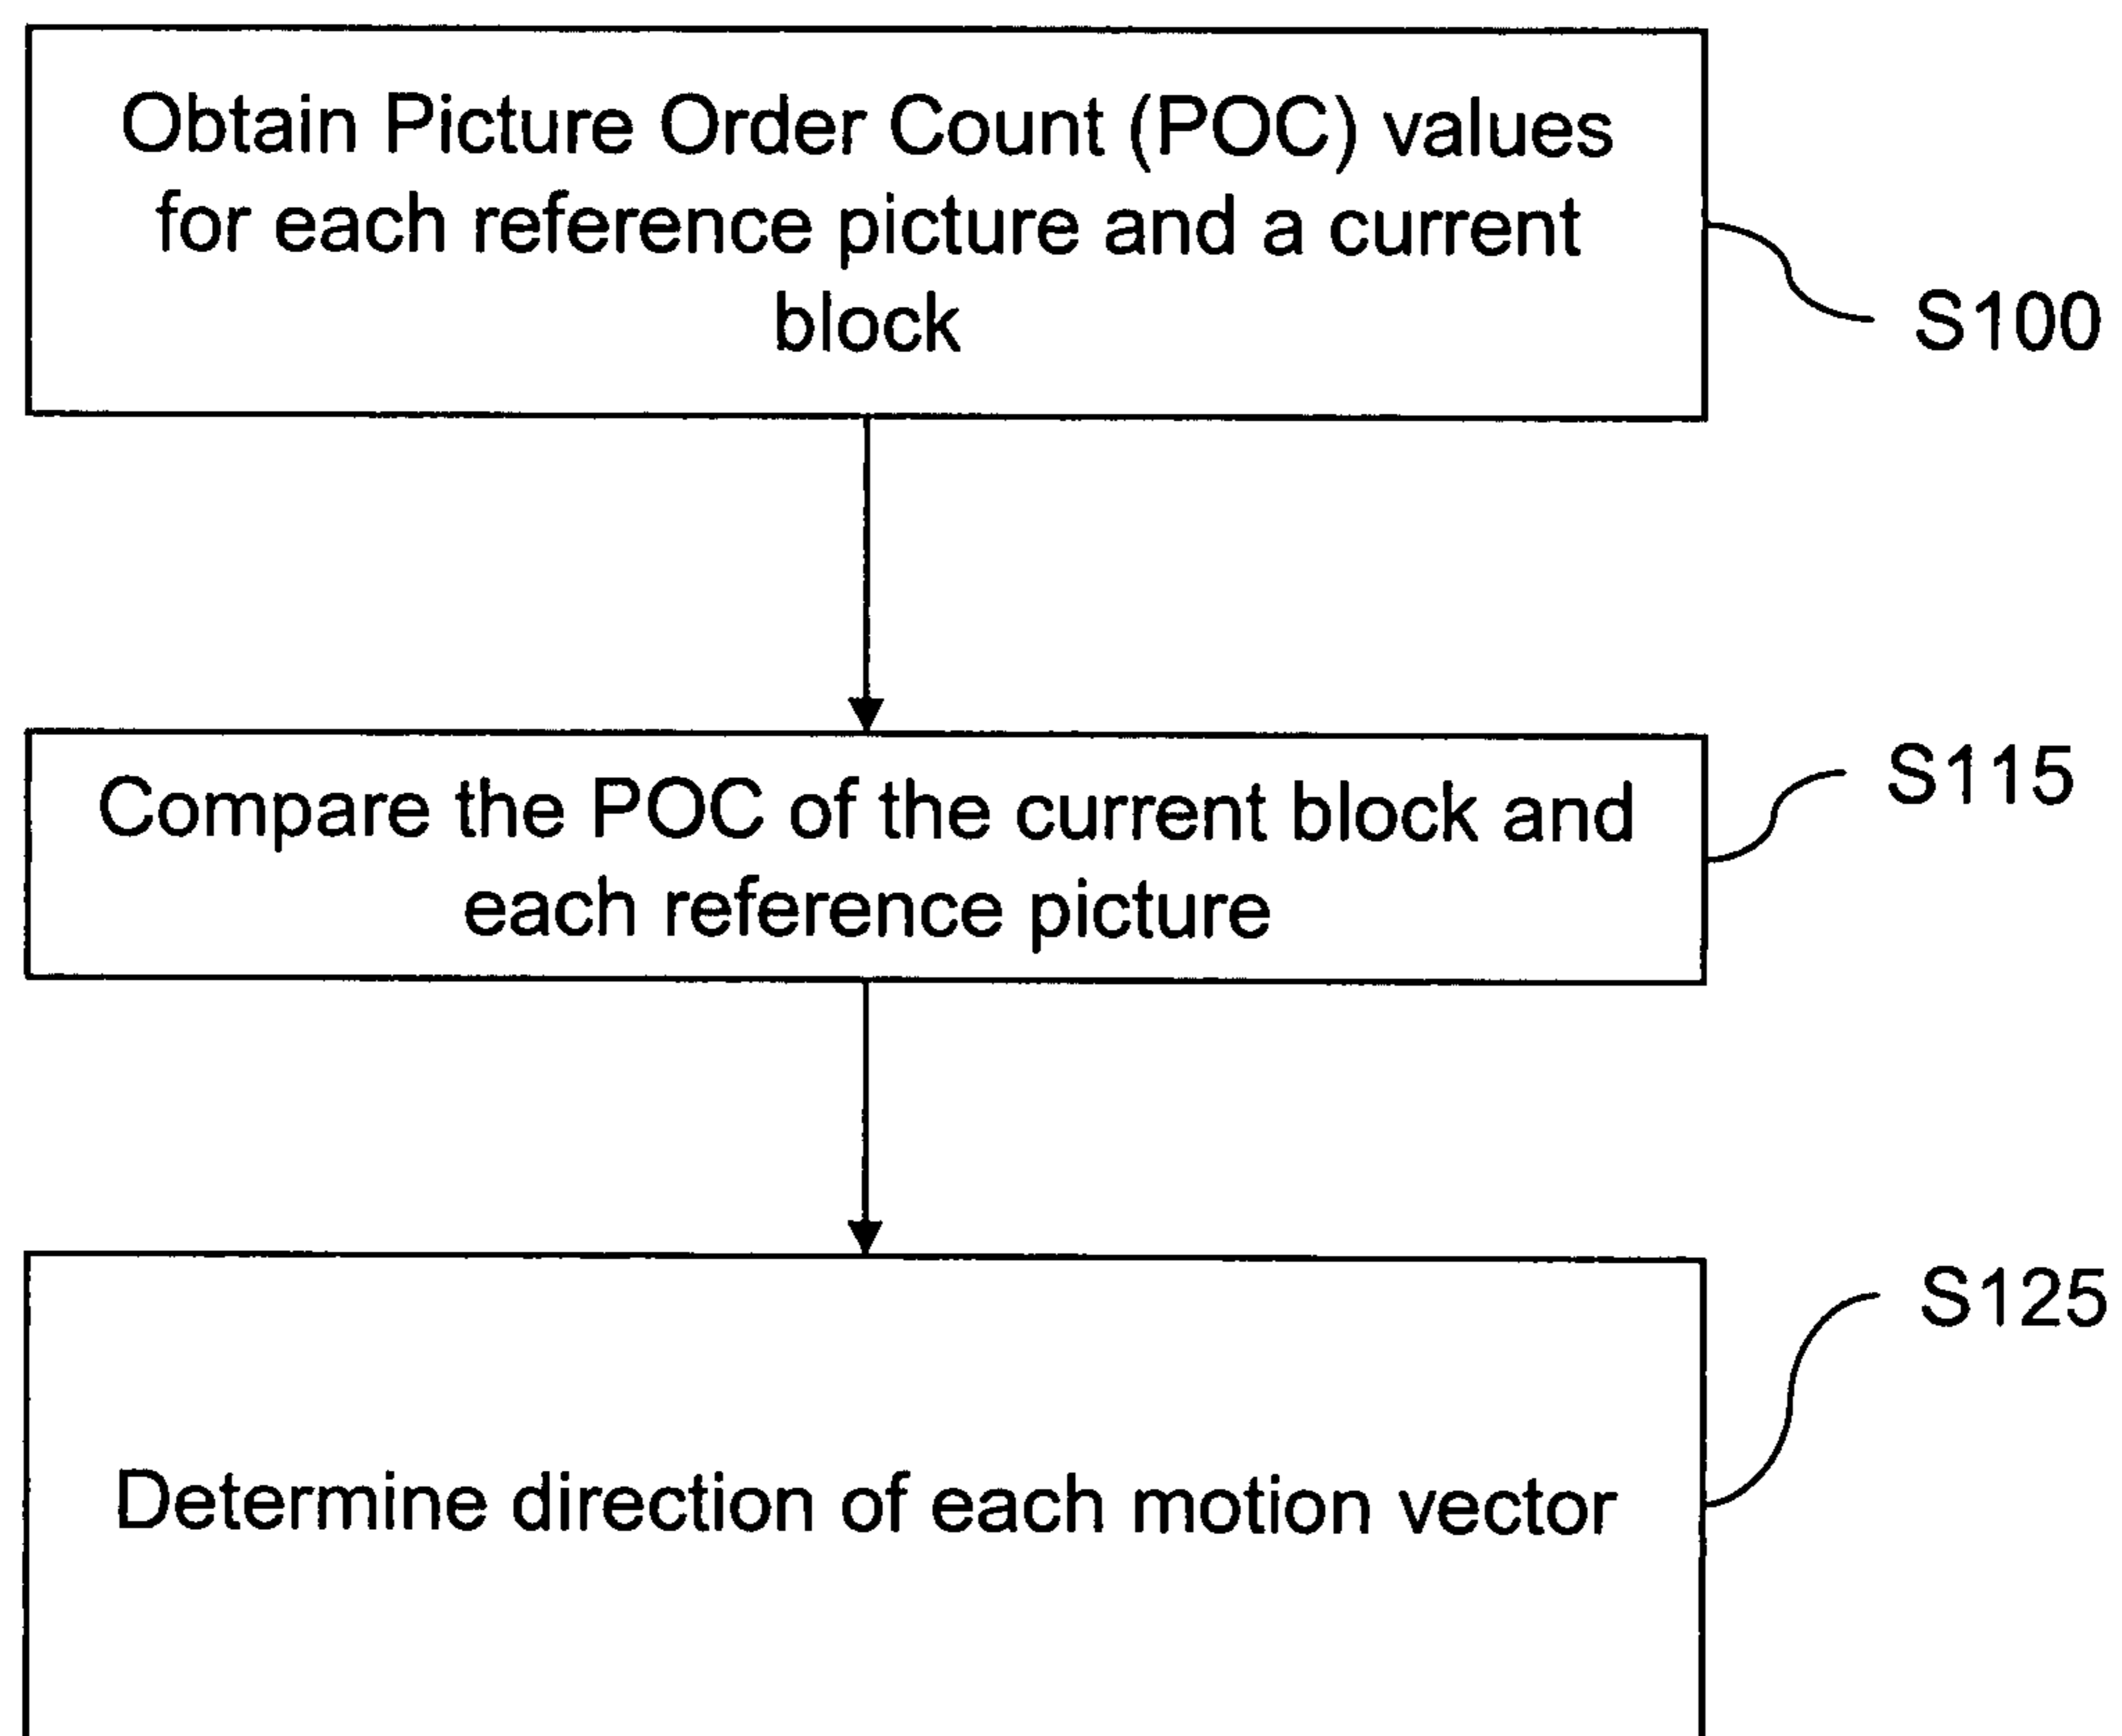 Obtain Picture Order Count (POC) values
for each reference picture and a current
block
S100
Compare the POC of the current block and
each reference picture
S115
Determine direction of each motion vector
S125